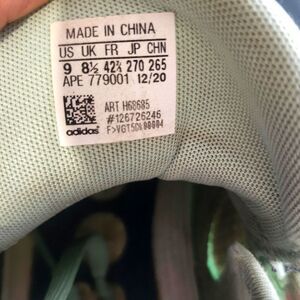 MADE IN CHINA
US UK FR JP CHN
9 8½ 42⅔ 270 265
APE 779001 12/20
ART H68685
#126726246
adidas